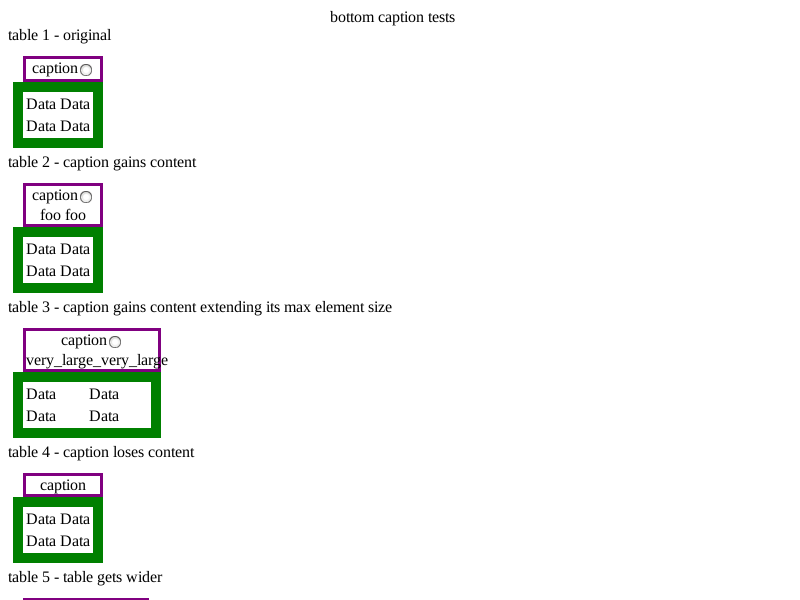 bottom caption tests
table 1 - original
caption
Data Data
Data Data
table 2 - caption gains content
caption
foo foo
Data Data
Data Data
table 3 - caption gains content extending its max element size
caption
very_large_very_large
Data Data
Data Data
table 4 - caption loses content
caption
Data Data
Data Data
table 5 - table gets wider